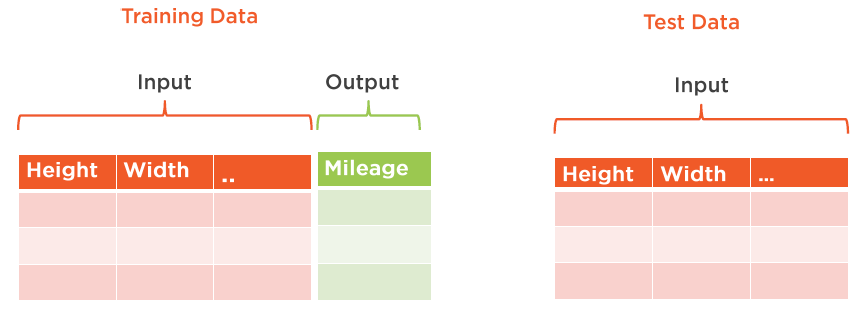 Training Data
Input
Output
Height
Width
..
Mileage
Test Data
Input
Height
Width
...